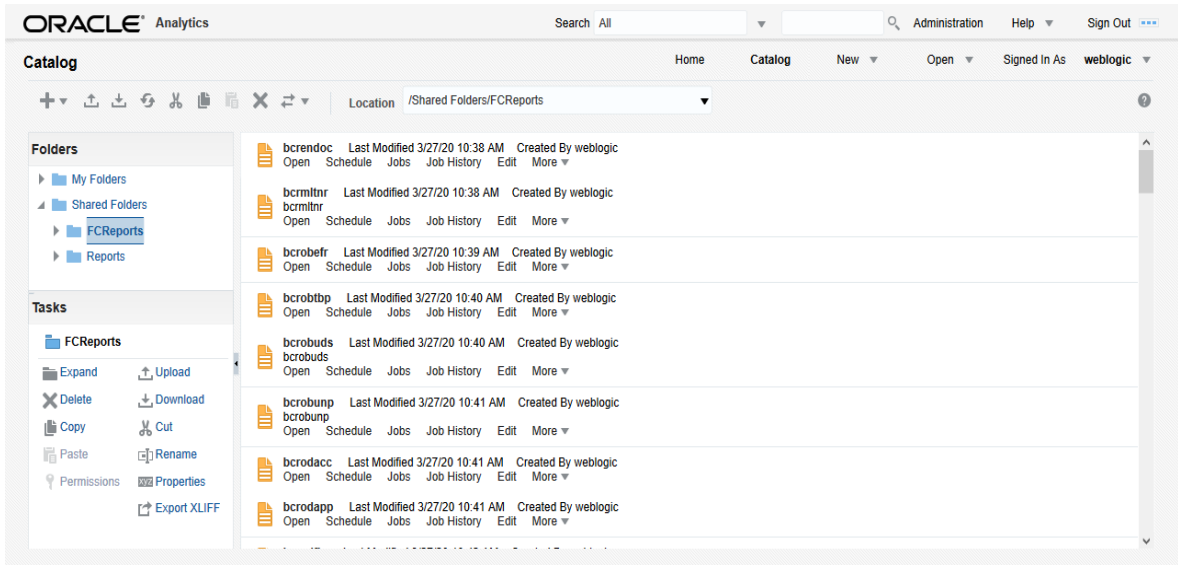 ORACLE Analytics Search All Administration Help Sign Out
Catalog Home Catalog New Open Signed In As weblogic
Location /Shared Folders/FCReports
Folders
My Folders
Shared Folders
FCReports
Reports
Tasks
FCReports
Expand Upload
Delete Download
Copy Cut
Paste Rename
Permissions Properties
Export XLIFF
bcrendoc Last Modified 3/27/20 10:38 AM Created By weblogic
Open Schedule Jobs Job History Edit More
bcrmltnr Last Modified 3/27/20 10:38 AM Created By weblogic
bcrmltnr
Open Schedule Jobs Job History Edit More
bcrobefr Last Modified 3/27/20 10:39 AM Created By weblogic
Open Schedule Jobs Job History Edit More
bcrobtbp Last Modified 3/27/20 10:40 AM Created By weblogic
Open Schedule Jobs Job History Edit More
bcrobuds Last Modified 3/27/20 10:40 AM Created By weblogic
bcrobuds
Open Schedule Jobs Job History Edit More
bcrobunp Last Modified 3/27/20 10:41 AM Created By weblogic
bcrobunp
Open Schedule Jobs Job History Edit More
bcrodacc Last Modified 3/27/20 10:41 AM Created By weblogic
Open Schedule Jobs Job History Edit More
bcrodapp Last Modified 3/27/20 10:41 AM Created By weblogic
Open Schedule Jobs Job History Edit More